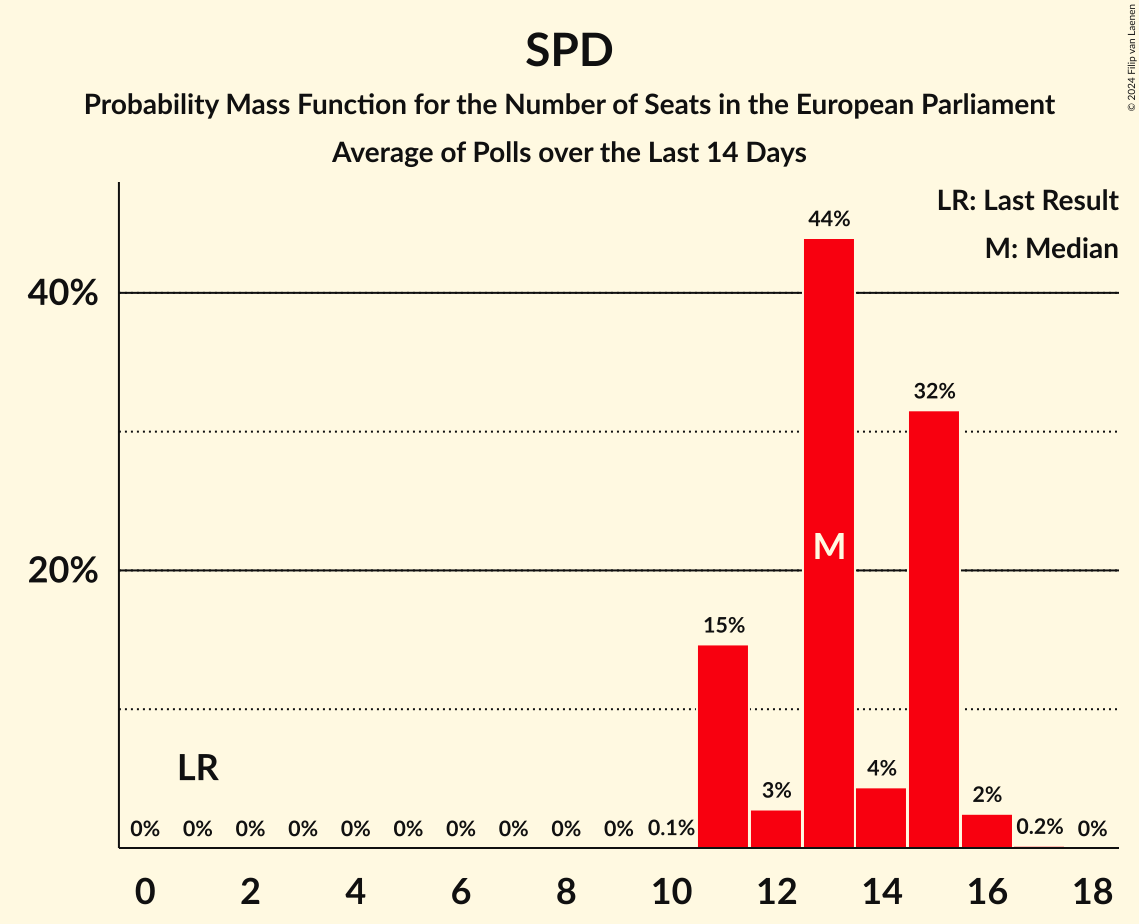 SPD
Probability Mass Function for the Number of Seats in the European Parliament
Average of Polls over the Last 14 Days
© 2024 Filip van Laenen
LR: Last Result
M: Median
44%
40%
32%
M
20%
15%
LR
4%
3%
2%
0% 0% 0% 0% 0% 0% 0% 0% 0% 0% 0.1% 0.2% 0%
0 2 4 6 8 10 12 14 16 18